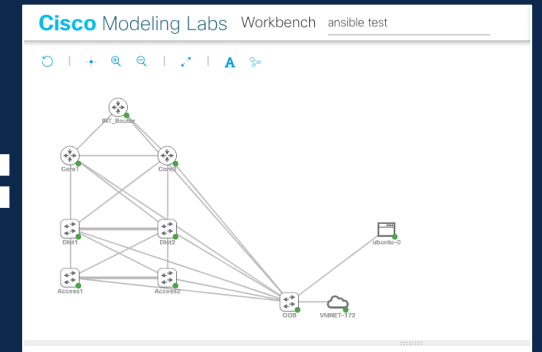 Cisco Modeling Labs Workbench ansible test
A
INT_Router
Core1 Core2
Dist1 Dist2
ubuntu-0
Access1 Access2
OOB VMNET-172